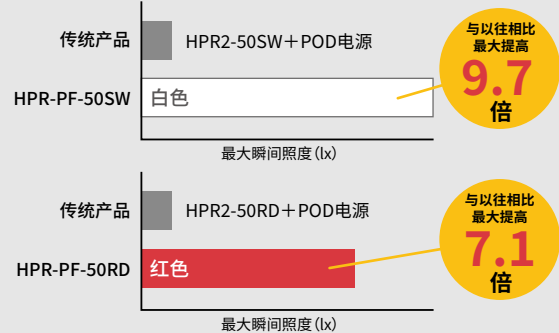 传统产品
HPR2-50SW＋POD电源
HPR-PF-50SW
白色
与以往相比
最大提高
9.7
倍
最大瞬间照度(lx)
传统产品
HPR2-50RD＋POD电源
HPR-PF-50RD
红色
与以往相比
最大提高
7.1
倍
最大瞬间照度(lx)